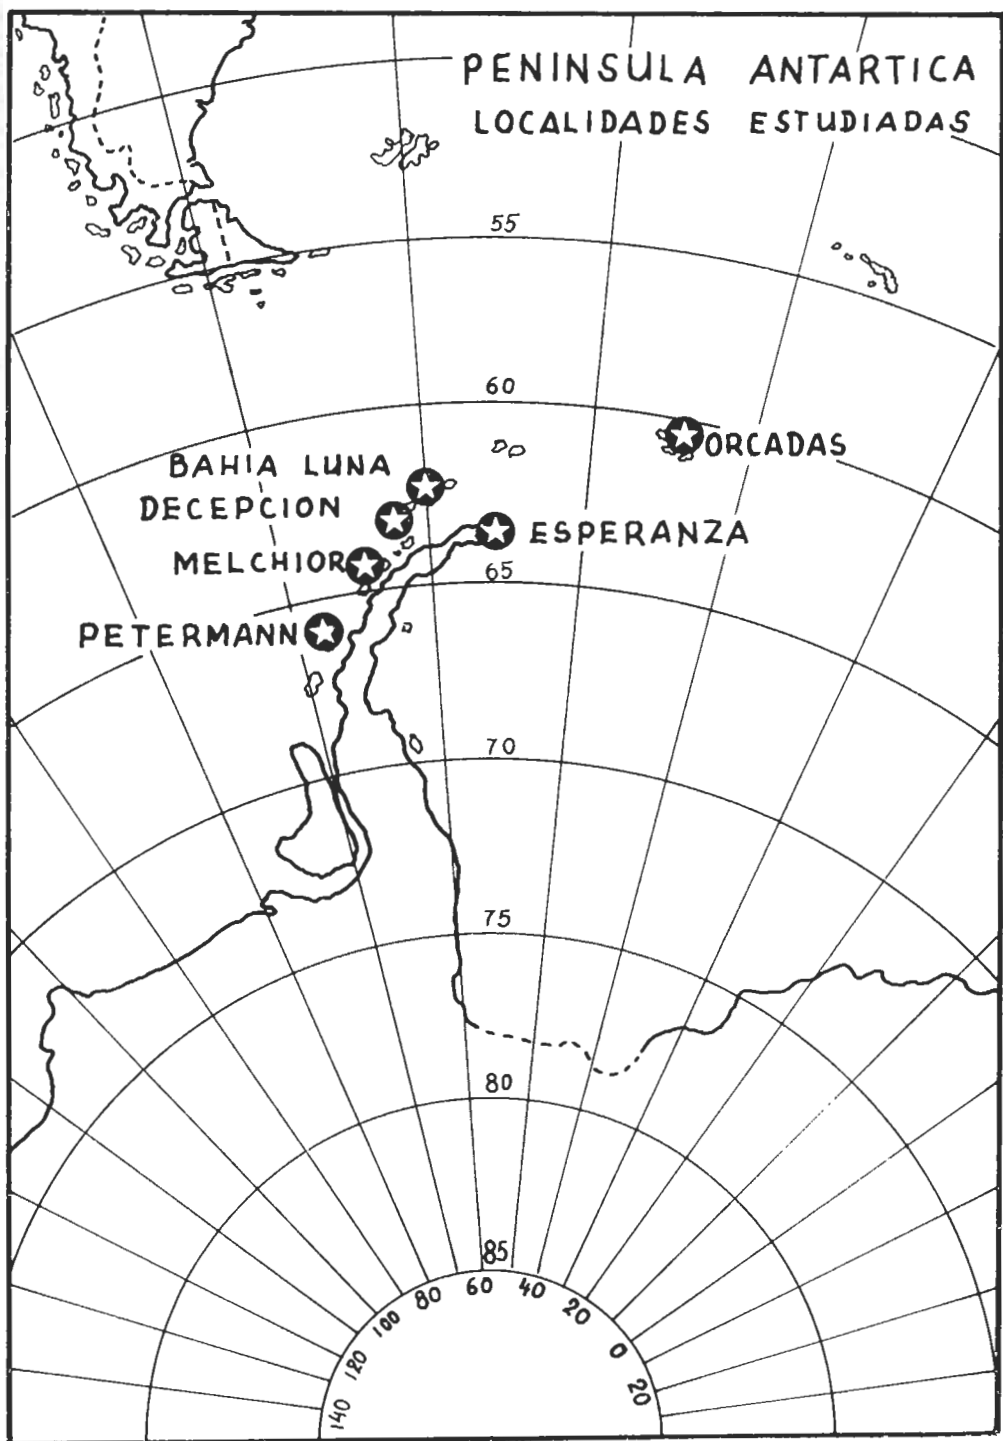 PENINSULA ANTARTICA
LOCALIDADES ESTUDIADAS
55
60
ORCADAS
BAHIA LUNA
DECEPCION
ESPERANZA
MELCHIOR
65
PETERMANN
70
75
80
85
140
120
100
80
60
40
20
0
20